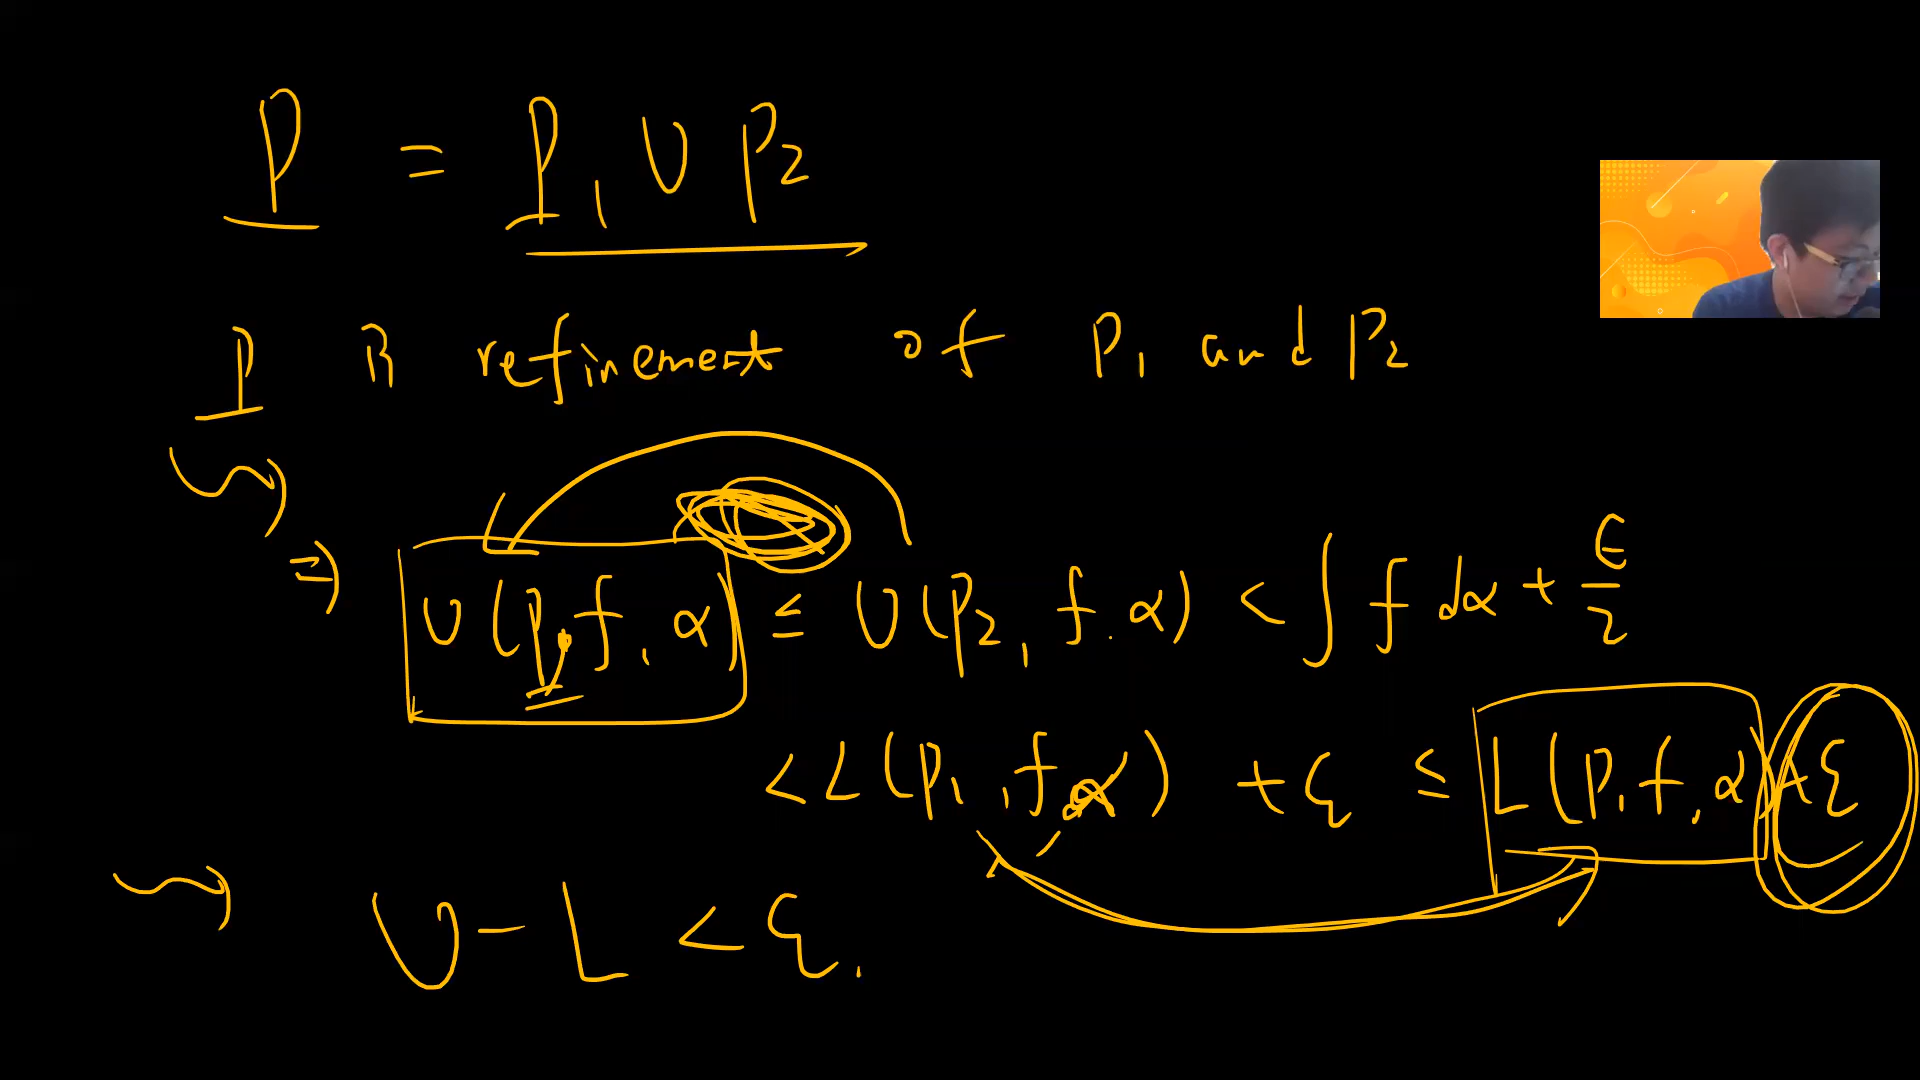 P = P₁ ∪ P₂
P is refinement of P₁ and P₂
⇒ U(P, f, α) ≤ U(P₂, f, α) < ∫ f dα + ε/2
< L(P₁, f, α) + ε ≤ L(P, f, α) + ε
U - L < ε.